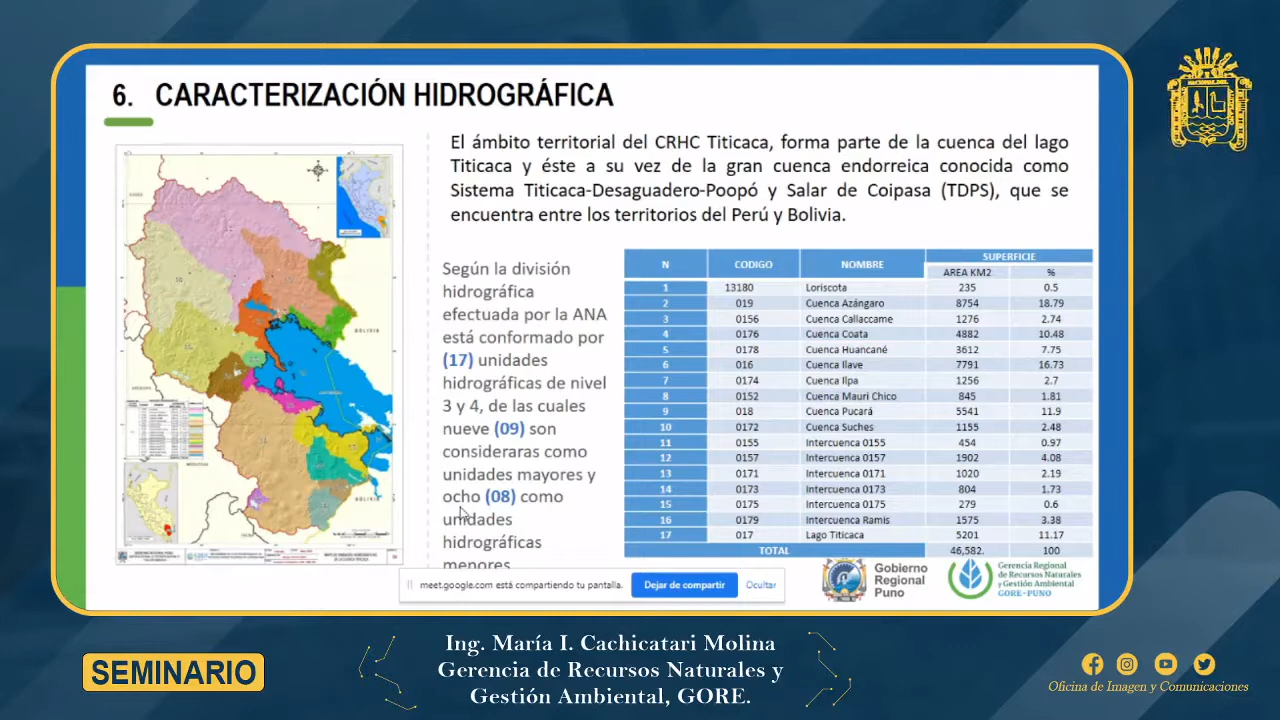 6. CARACTERIZACIÓN HIDROGRÁFICA
El ámbito territorial del CRHC Titicaca, forma parte de la cuenca del lago
Titicaca y éste a su vez de la gran cuenca endorreica conocida como
Sistema Titicaca-Desaguadero-Poopó y Salar de Coipasa (TDPS), que se
encuentra entre los territorios del Perú y Bolivia.
Según la división
hidrográfica
efectuada por la ANA
está conformado por
(17) unidades
hidrográficas de nivel
3 y 4, de las cuales
nueve (09) son
consideraras como
unidades mayores y
ocho (08) como
unidades
hidrográficas
menores
N CODIGO NOMBRE SUPERFICIE
AREA KM2 %
1 13180 Loriscota 235 0.5
2 019 Cuenca Azángaro 8754 18.79
3 0156 Cuenca Callaccame 1276 2.74
4 0176 Cuenca Coata 4882 10.48
5 0178 Cuenca Huancané 3612 7.75
6 016 Cuenca Ilave 7791 16.73
7 0174 Cuenca Ilpa 1256 2.7
8 0152 Cuenca Mauri Chico 845 1.81
9 018 Cuenca Pucará 5541 11.9
10 0172 Cuenca Suches 1155 2.48
11 0155 Intercuenca 0155 454 0.97
12 0157 Intercuenca 0157 1902 4.08
13 0171 Intercuenca 0171 1020 2.19
14 0173 Intercuenca 0173 804 1.73
15 0175 Intercuenca 0175 279 0.6
16 0179 Intercuenca Ramis 1575 3.38
17 017 Lago Titicaca 5201 11.17
TOTAL 46,582. 100
BOLIVIA
BOLIVIA
meet.google.com está compartiendo tu pantalla. Dejar de compartir Ocultar
Gobierno
Regional
Puno
Gerencia Regional
de Recursos Naturales
y Gestión Ambiental
GORE-PUNO
SEMINARIO
Ing. María I. Cachicatari Molina
Gerencia de Recursos Naturales y
Gestión Ambiental, GORE.
Oficina de Imagen y Comunicaciones